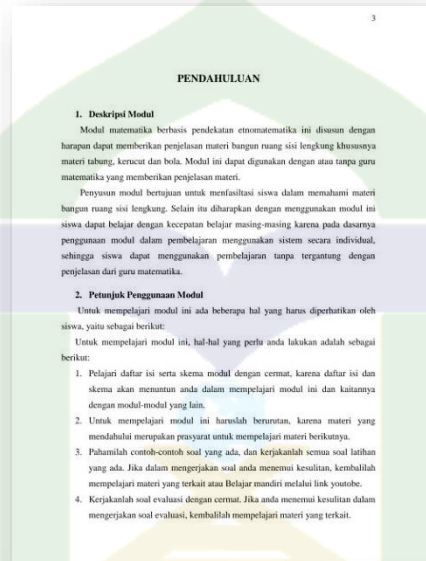 3
PENDAHULUAN
1. Deskripsi Modul
Modul matematika berbasis pendekatan etnomatematika ini disusun dengan
harapan dapat memberikan penjelasan materi bangun ruang sisi lengkung khususnya
materi tabung, kerucut dan bola. Modul ini dapat digunakan dengan atau tanpa guru
matematika yang memberikan penjelasan materi.
Penyusun modul bertujuan untuk menfasiltasi siswa dalam memahami materi
bangun ruang sisi lengkung. Selain itu diharapkan dengan menggunakan modul ini
siswa dapat belajar dengan kecepatan belajar masing-masing karena pada dasarnya
penggunaan modul dalam pembelajaran menggunakan sistem secara individual,
sehingga siswa dapat menggunakan pembelajaran tanpa tergantung dengan
penjelasan dari guru matematika.
2. Petunjuk Penggunaan Modul
Untuk mempelajari modul ini ada beberapa hal yang harus diperhatikan oleh
siswa, yaitu sebagai berikut:
Untuk mempelajari modul ini, hal-hal yang perlu anda lakukan adalah sebagai
berikut:
1. Pelajari daftar isi serta skema modul dengan cermat, karena daftar isi dan
skema akan menuntun anda dalam mempelajari modul ini dan kaitannya
dengan modul-modul yang lain.
2. Untuk mempelajari modul ini haruslah berurutan, karena materi yang
mendahului merupakan prasyarat untuk mempelajari materi berikutnya.
3. Pahamilah contoh-contoh soal yang ada, dan kerjakanlah semua soal latihan
yang ada. Jika dalam mengerjakan soal anda menemui kesulitan, kembalilah
mempelajari materi yang terkait atau Belajar mandiri melalui link youtobe.
4. Kerjakanlah soal evaluasi dengan cermat. Jika anda menemui kesulitan dalam
mengerjakan soal evaluasi, kembalilah mempelajari materi yang terkait.